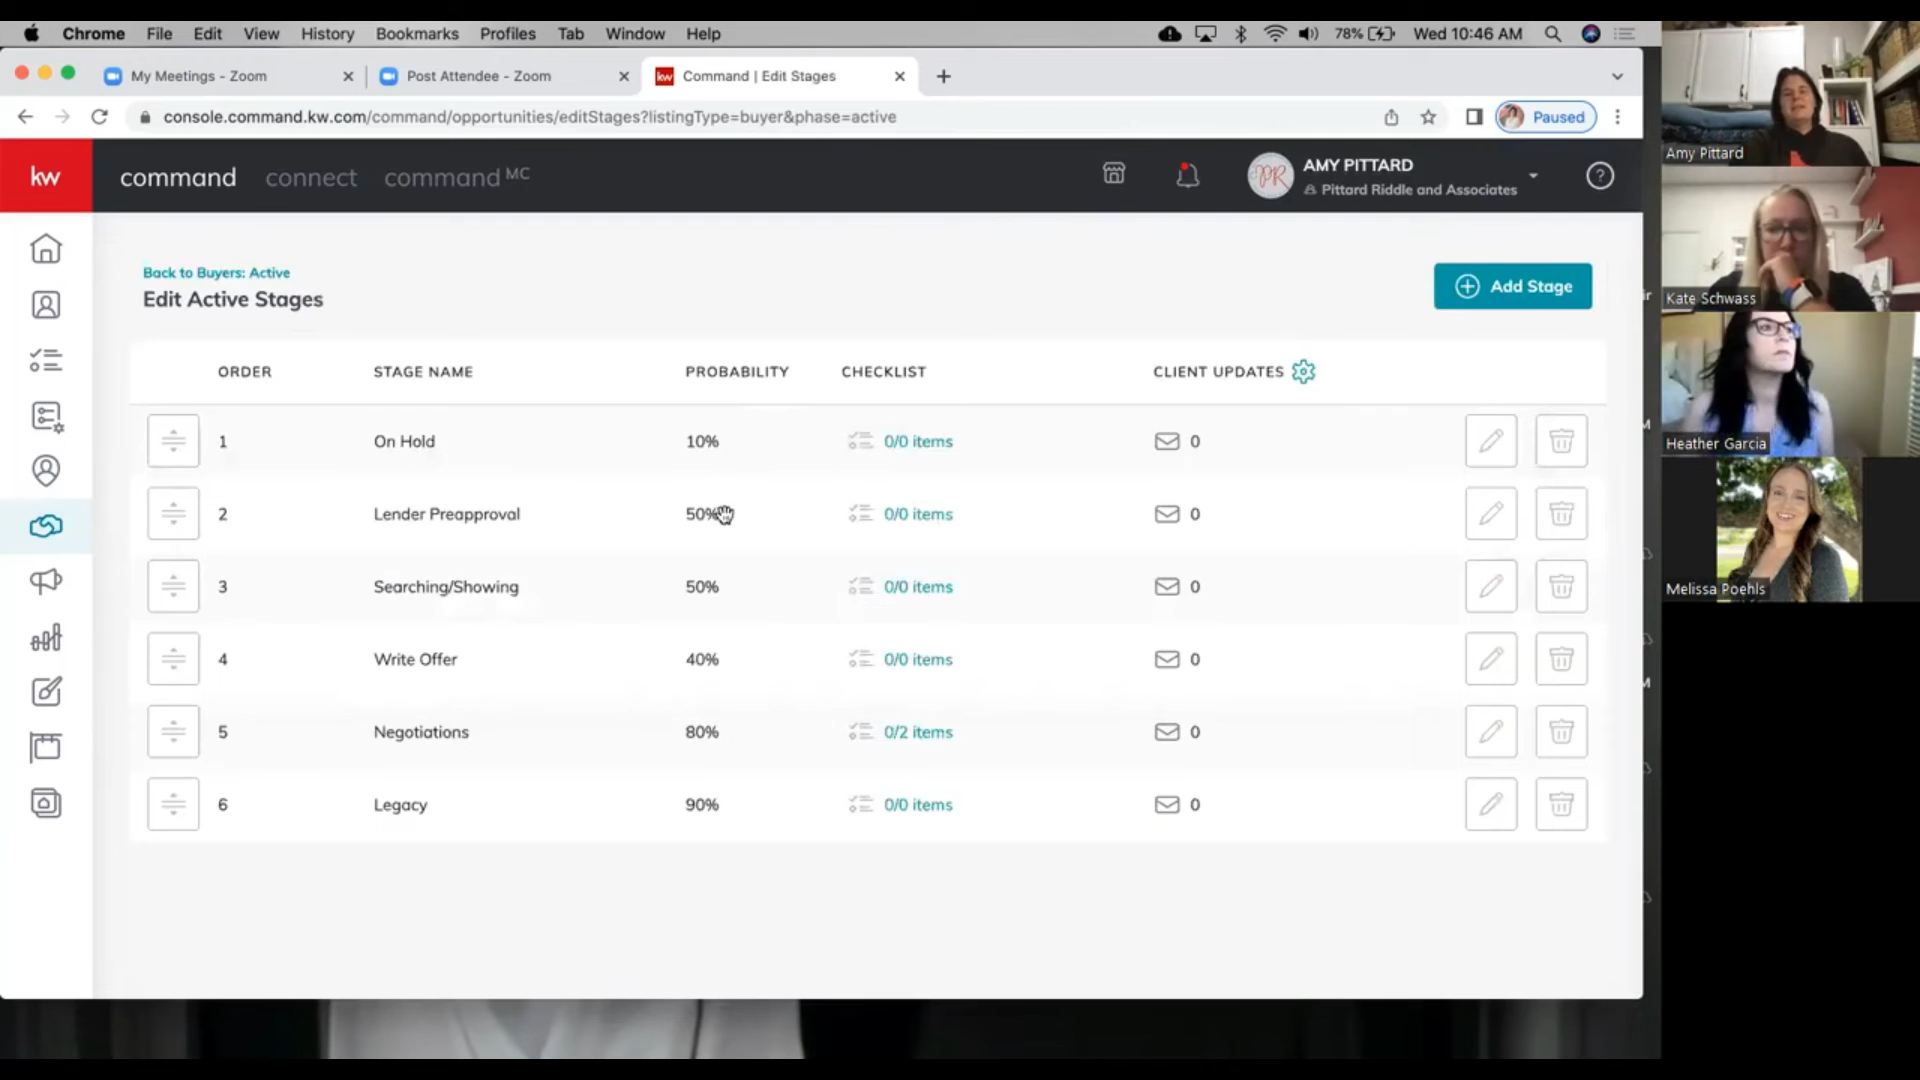 Chrome File Edit View History Bookmarks Profiles Tab Window Help 78% Wed 10:46 AM
My Meetings - Zoom Post Attendee - Zoom kw Command | Edit Stages
console.command.kw.com/command/opportunities/editStages?listingType=buyer&phase=active Paused
kw command connect command MC AMY PITTARD
Pittard Riddle and Associates
PR
Back to Buyers: Active
Edit Active Stages
Add Stage
ORDER STAGE NAME PROBABILITY CHECKLIST CLIENT UPDATES
1 On Hold 10% 0/0 items 0
2 Lender Preapproval 50% 0/0 items 0
3 Searching/Showing 50% 0/0 items 0
4 Write Offer 40% 0/0 items 0
5 Negotiations 80% 0/2 items 0
6 Legacy 90% 0/0 items 0
Amy Pittard
Kate Schwass
Heather Garcia
Melissa Poehls